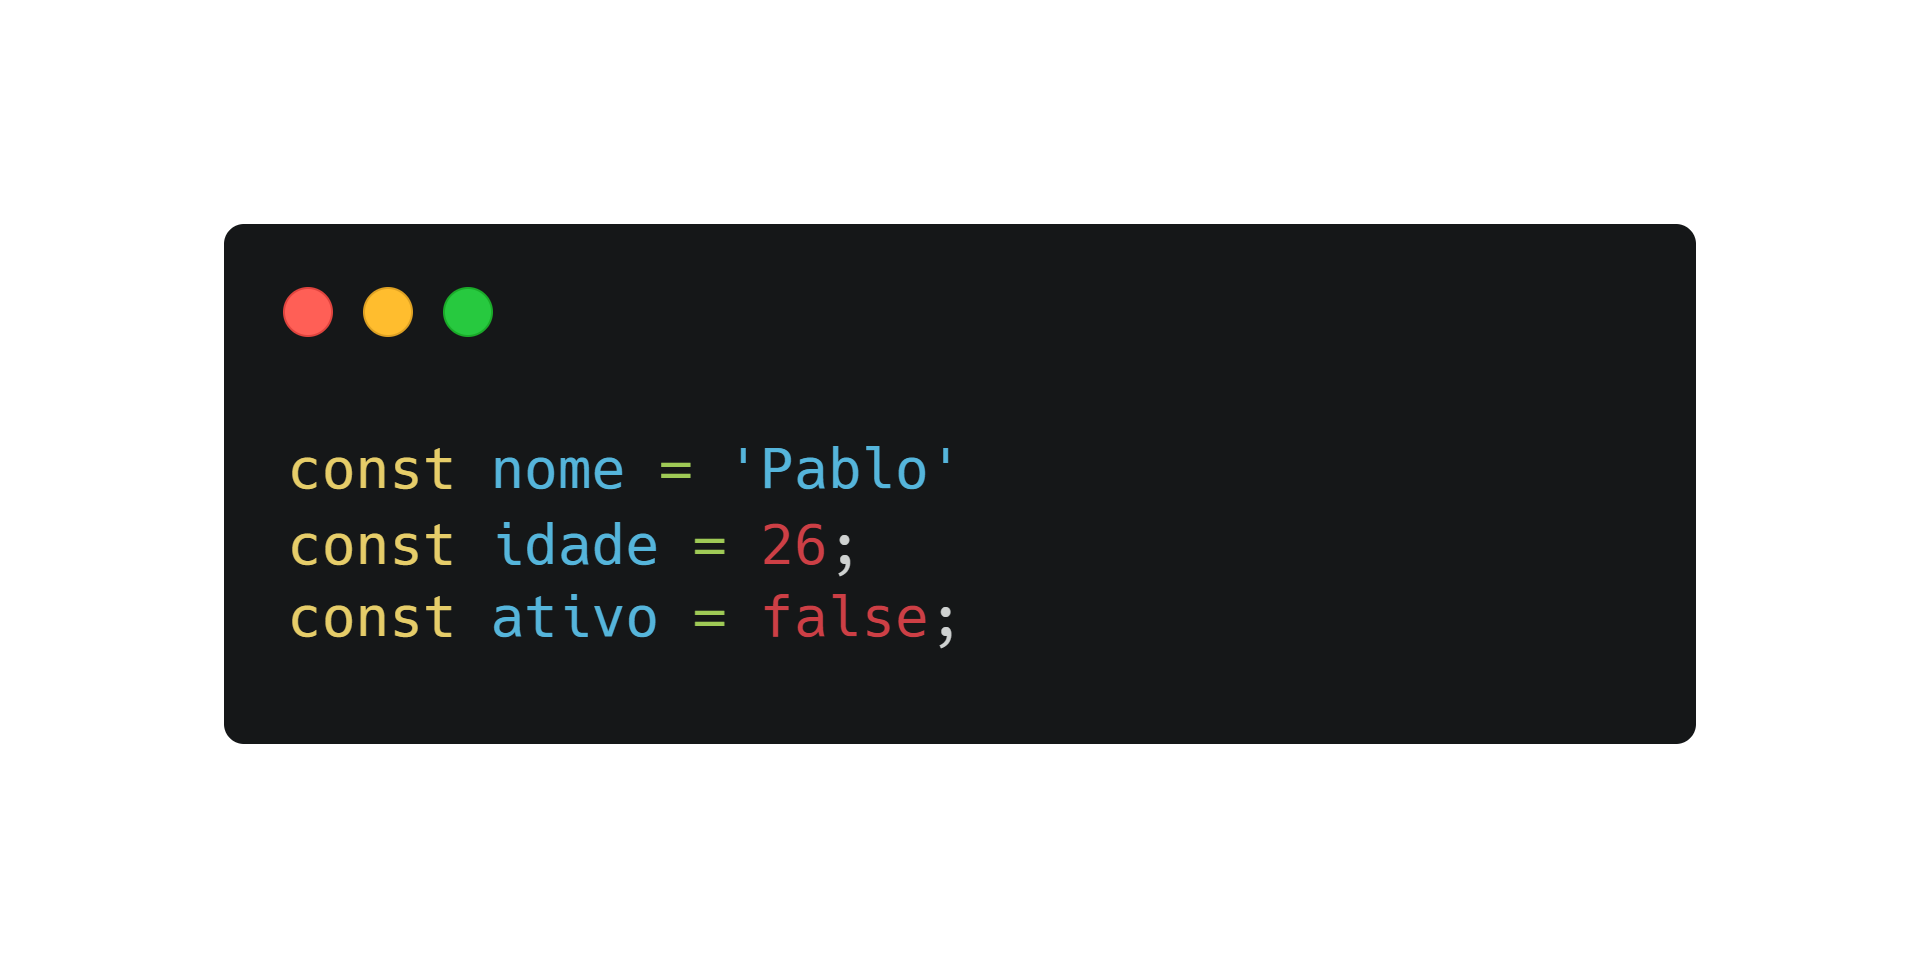 const nome = 'Pablo'
const idade = 26;
const ativo = false;